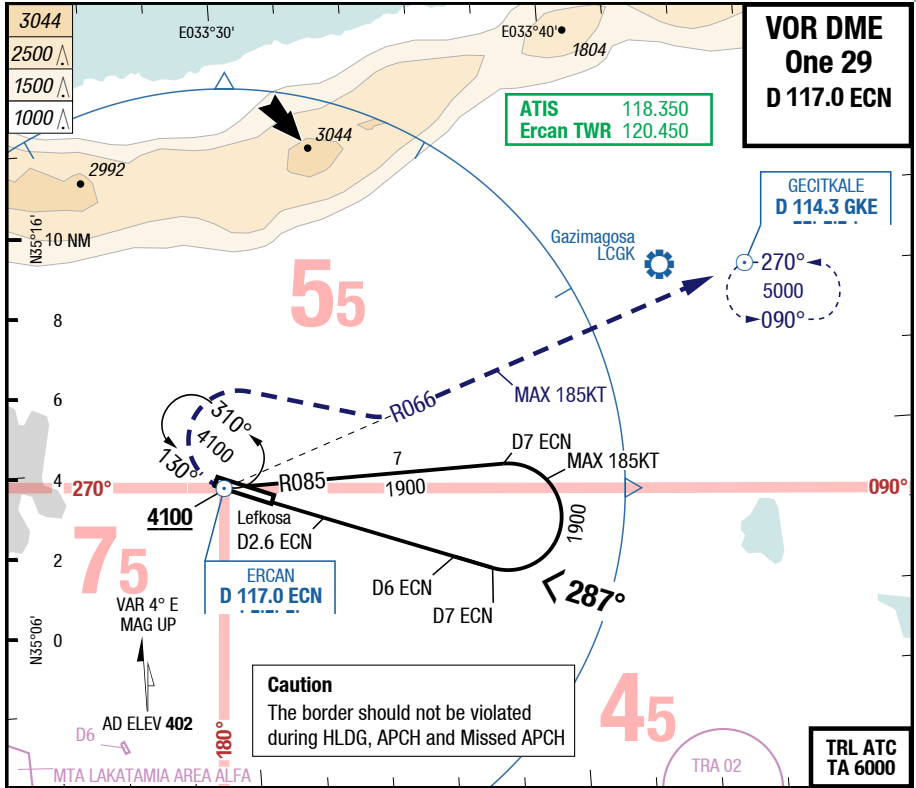 3044
2500
1500
1000
E033°30'
E033°40'
1804
VOR DME
One 29
D 117.0 ECN
ATIS 118.350
Ercan TWR 120.450
3044
2992
GECITKALE
D 114.3 GKE
Gazimagosa
LCGK
N35°16'
10 NM
270°
5000
090°
55
8
6
4
2
0
MAX 185KT
R066
310°
4100
130°
D7 ECN
7
MAX 185KT
R085
1900
270°
090°
4100
Lefkosa
D2.6 ECN
1900
75
ERCAN
D 117.0 ECN
D6 ECN
D7 ECN
< 287°
VAR 4° E
MAG UP
N35°06'
Caution
The border should not be violated
during HLDG, APCH and Missed APCH
45
AD ELEV 402
D6
180°
MTA LAKATAMIA AREA ALFA
TRA 02
TRL ATC
TA 6000